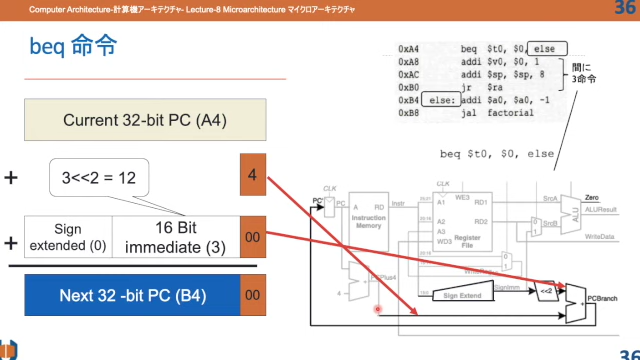 Computer Architecture-計算機アーキテクチャ- Lecture-8 Microarchitecture マイクロアーキテクチャ
36
beq 命令
0xA4 beq $t0, $0, else
0xA8 addi $v0, $0, 1
0xAC addi $sp, $sp, 8
0xB0 jr $ra
0xB4 else: addi $a0, $a0, -1
0xB8 jal factorial
間に
3命令
Current 32-bit PC (A4)
+
3<<2 = 12
4
+
Sign
extended (0)
16 Bit
immediate (3)
00
Next 32 -bit PC (B4)
00
beq $t0, $0, else
CLK
CLK
PC'
PC
A RD
Instruction
Memory
Instr
A1
A2
A3
WD3
WE3
RD1
RD2
Register
File
0
1
SrcA
SrcB
ALU
Zero
ALUResult
WriteData
0
1
4
+
Sign Extend
SignImm
<<2
+
PCBranch
36